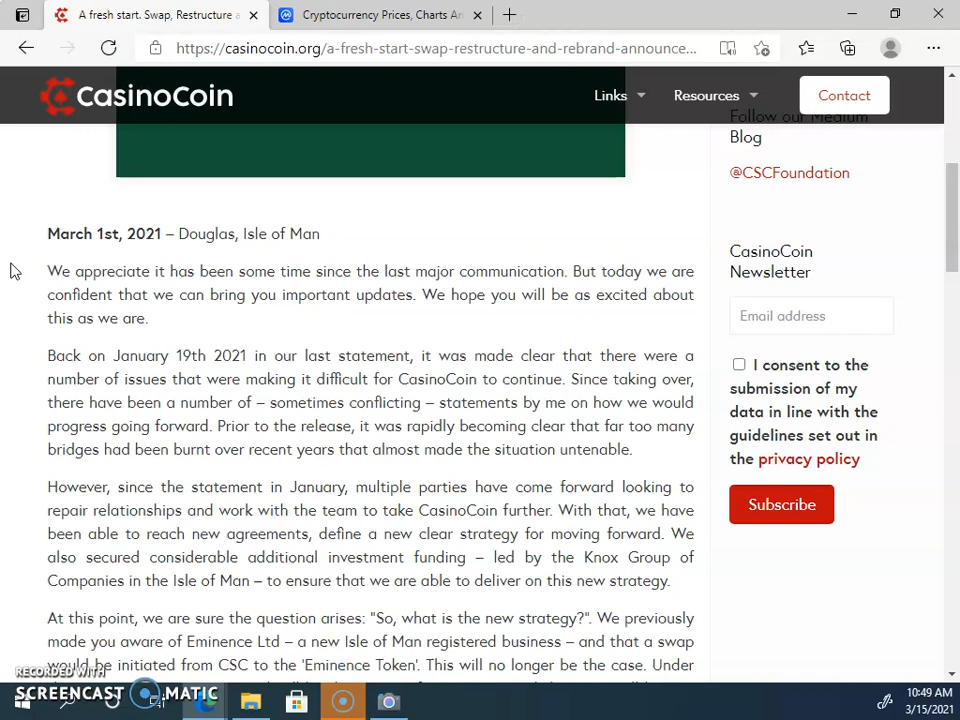 A fresh start. Swap, Restructure a
Cryptocurrency Prices, Charts An
https://casinocoin.org/a-fresh-start-swap-restructure-and-rebrand-announce...
CasinoCoin
Links
Resources
Contact
Follow our Medium
Blog
@CSCFoundation
March 1st, 2021 – Douglas, Isle of Man
We appreciate it has been some time since the last major communication. But today we are
confident that we can bring you important updates. We hope you will be as excited about
this as we are.
Back on January 19th 2021 in our last statement, it was made clear that there were a
number of issues that were making it difficult for CasinoCoin to continue. Since taking over,
there have been a number of – sometimes conflicting – statements by me on how we would
progress going forward. Prior to the release, it was rapidly becoming clear that far too many
bridges had been burnt over recent years that almost made the situation untenable.
However, since the statement in January, multiple parties have come forward looking to
repair relationships and work with the team to take CasinoCoin further. With that, we have
been able to reach new agreements, define a new clear strategy for moving forward. We
also secured considerable additional investment funding – led by the Knox Group of
Companies in the Isle of Man – to ensure that we are able to deliver on this new strategy.
At this point, we are sure the question arises: "So, what is the new strategy?". We previously
made you aware of Eminence Ltd – a new Isle of Man registered business – and that a swap
would be initiated from CSC to the 'Eminence Token'. This will no longer be the case. Under
CasinoCoin
Newsletter
Email address
I consent to the
submission of my
data in line with the
guidelines set out in
the privacy policy
Subscribe
RECORDED WITH
SCREENCAST MATIC
10:49 AM
3/15/2021